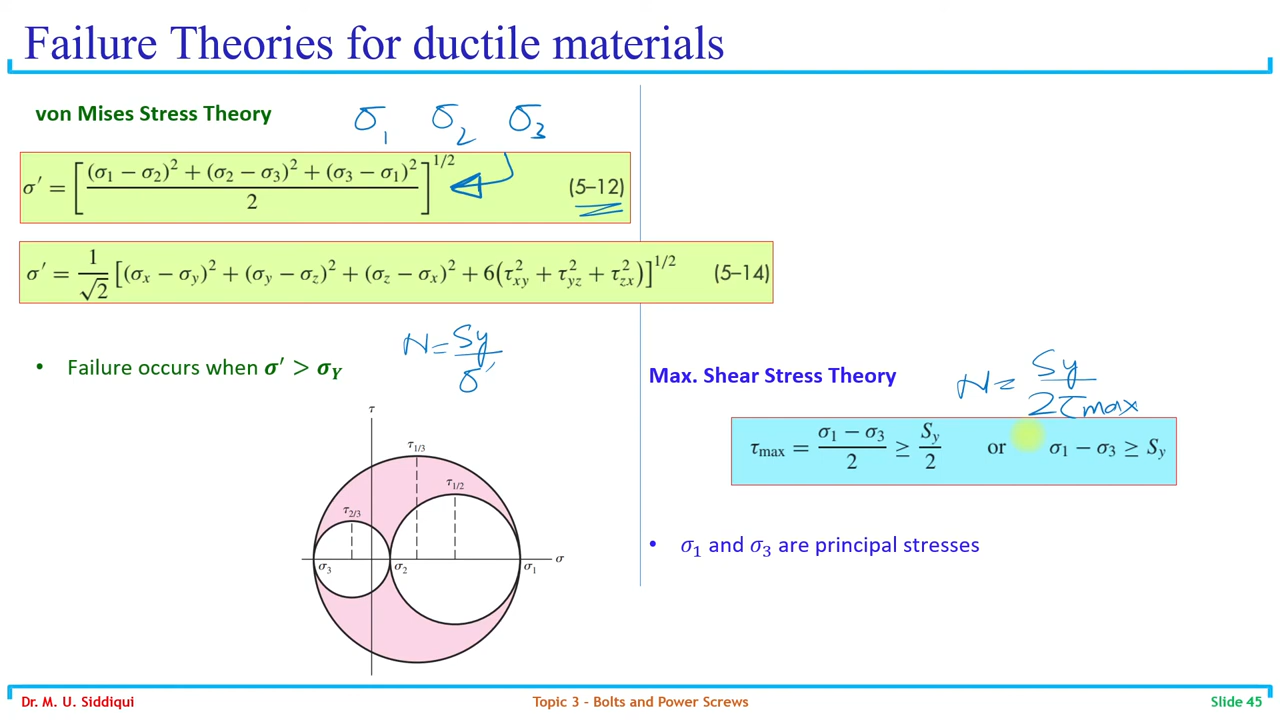 Failure Theories for ductile materials
von Mises Stress Theory
σ₁ σ₂ σ₃
σ′ = [((σ₁ − σ₂)² + (σ₂ − σ₃)² + (σ₃ − σ₁)²)/2]^1/2 (5–12)
σ′ = 1/√2 [(σx − σy)² + (σy − σz)² + (σz − σx)² + 6(τ²xy + τ²yz + τ²zx)]^1/2 (5–14)
• Failure occurs when σ′ > σY
N = Sy/σ′
τ
τ1/3
τ1/2
τ2/3
σ₃ σ₂ σ₁ σ
Max. Shear Stress Theory
N = Sy/2τmax
τmax = (σ₁ − σ₃)/2 ≥ Sy/2 or σ₁ − σ₃ ≥ Sy
• σ₁ and σ₃ are principal stresses
Dr. M. U. Siddiqui
Topic 3 - Bolts and Power Screws
Slide 45